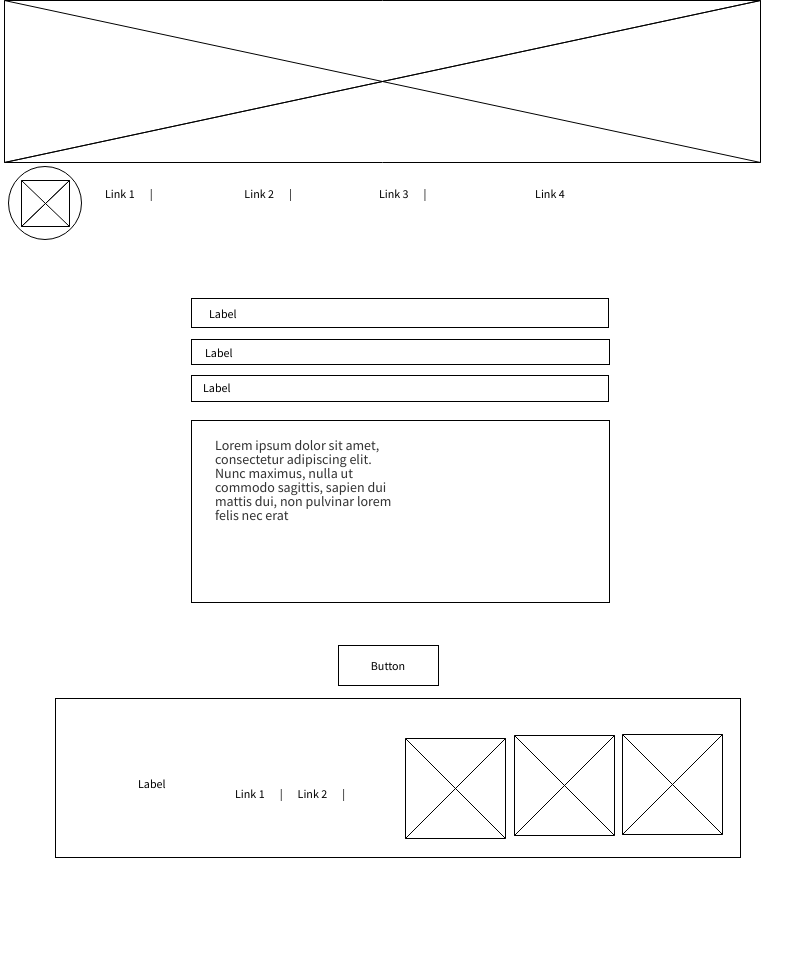 Link 1 | Link 2 | Link 3 | Link 4
Label
Label
Label
Lorem ipsum dolor sit amet,
consectetur adipiscing elit.
Nunc maximus, nulla ut
commodo sagittis, sapien dui
mattis dui, non pulvinar lorem
felis nec erat
Button
Label
Link 1 | Link 2 |